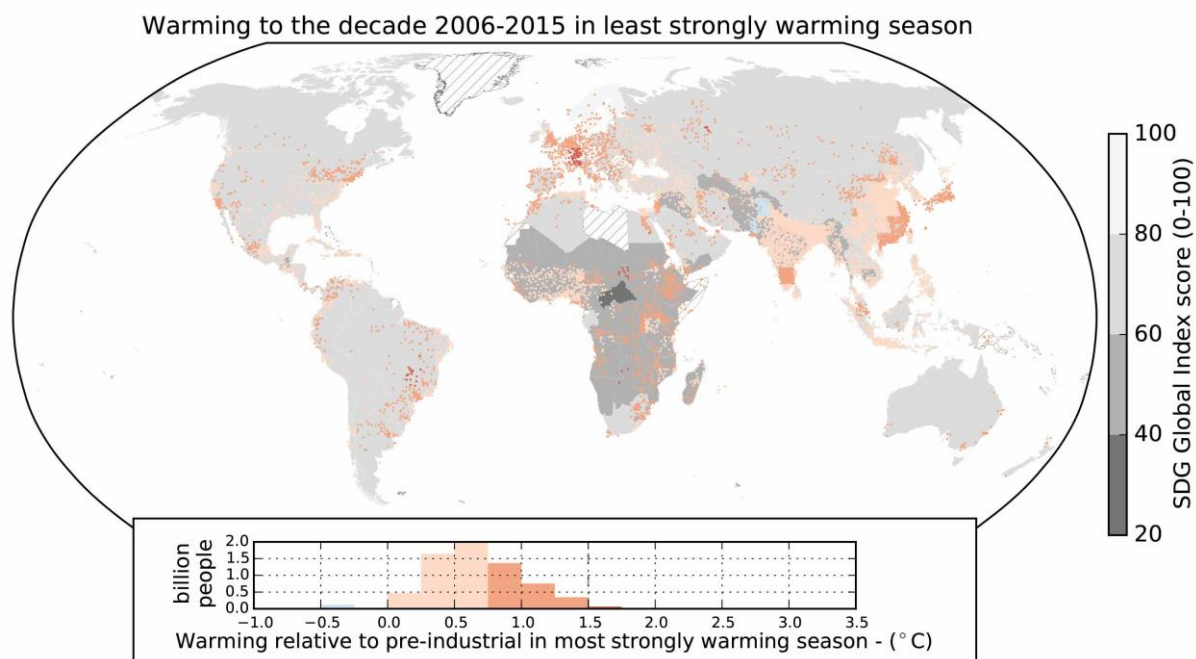 Warming to the decade 2006-2015 in least strongly warming season
100
80
60
40
20
SDG Global Index score (0-100)
billion
people
2.0
1.5
1.0
0.5
0.0
-1.0 -0.5 0.0 0.5 1.0 1.5 2.0 2.5 3.0 3.5
Warming relative to pre-industrial in most strongly warming season - (°C)